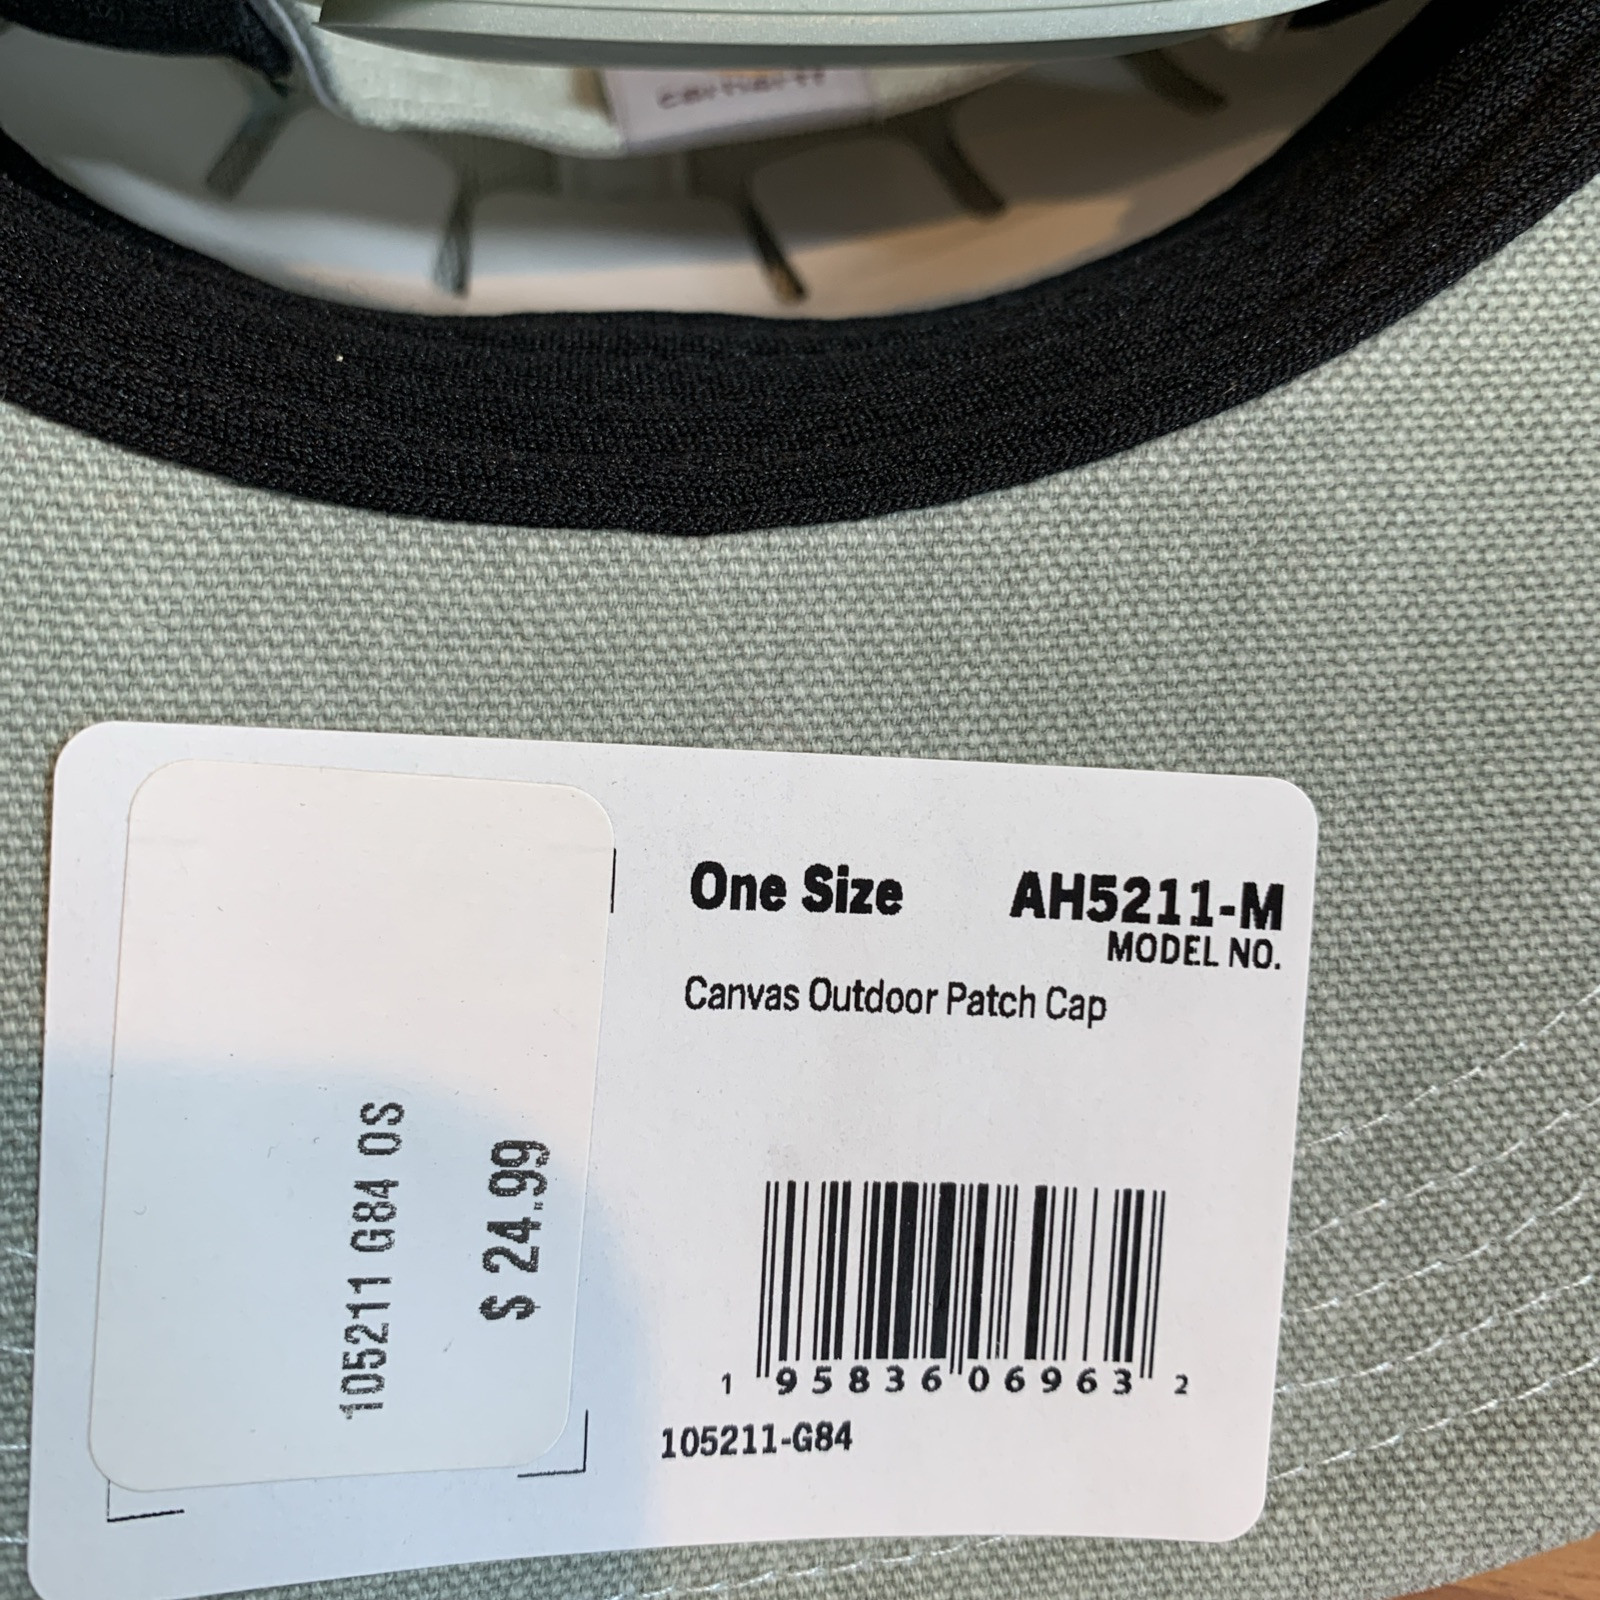 carhartt
One Size
AH5211-M
MODEL NO.
Canvas Outdoor Patch Cap
105211 G84 OS
$ 24.99
1 95836 06963 2
105211-G84